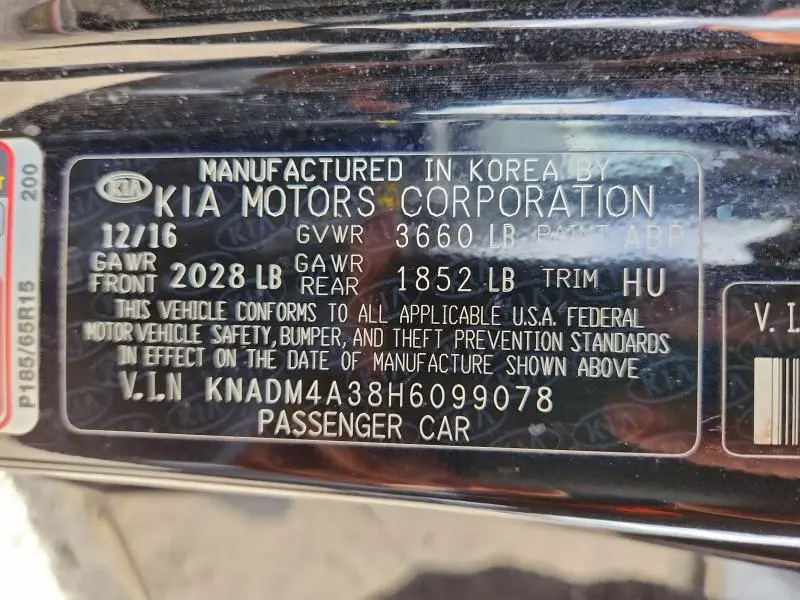 MANUFACTURED IN KOREA BY
KIA
KIA MOTORS CORPORATION
12/16 GVWR 3660 LB PAINT ABP
GAWR FRONT 2028 LB GAWR REAR 1852 LB TRIM HU
THIS VEHICLE CONFORMS TO ALL APPLICABLE U.S.A. FEDERAL
MOTOR VEHICLE SAFETY, BUMPER, AND THEFT PREVENTION STANDARDS
IN EFFECT ON THE DATE OF MANUFACTURE SHOWN ABOVE
V.I.N KNADM4A38H6099078
PASSENGER CAR
P185/65R15
200
V.I.